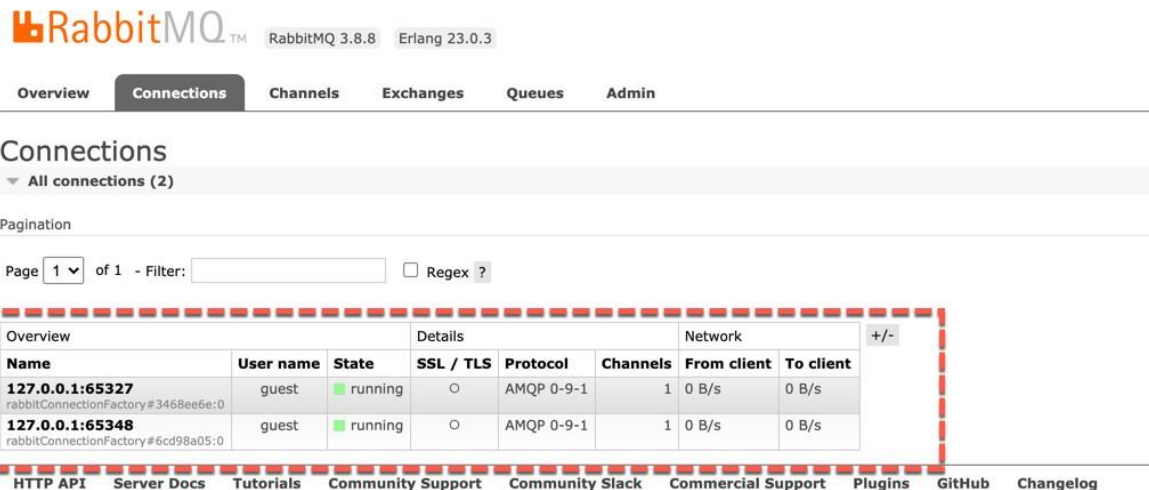 RabbitMQ TM RabbitMQ 3.8.8 Erlang 23.0.3
Overview Connections Channels Exchanges Queues Admin
Connections
All connections (2)
Pagination
Page 1 of 1 - Filter: Regex ?
Overview Details Network +/-
Name User name State SSL / TLS Protocol Channels From client To client
127.0.0.1:65327 guest running AMQP 0-9-1 1 0 B/s 0 B/s
rabbitConnectionFactory#3468ee6e:0
127.0.0.1:65348 guest running AMQP 0-9-1 1 0 B/s 0 B/s
rabbitConnectionFactory#6cd98a05:0
HTTP API Server Docs Tutorials Community Support Community Slack Commercial Support Plugins GitHub Changelog